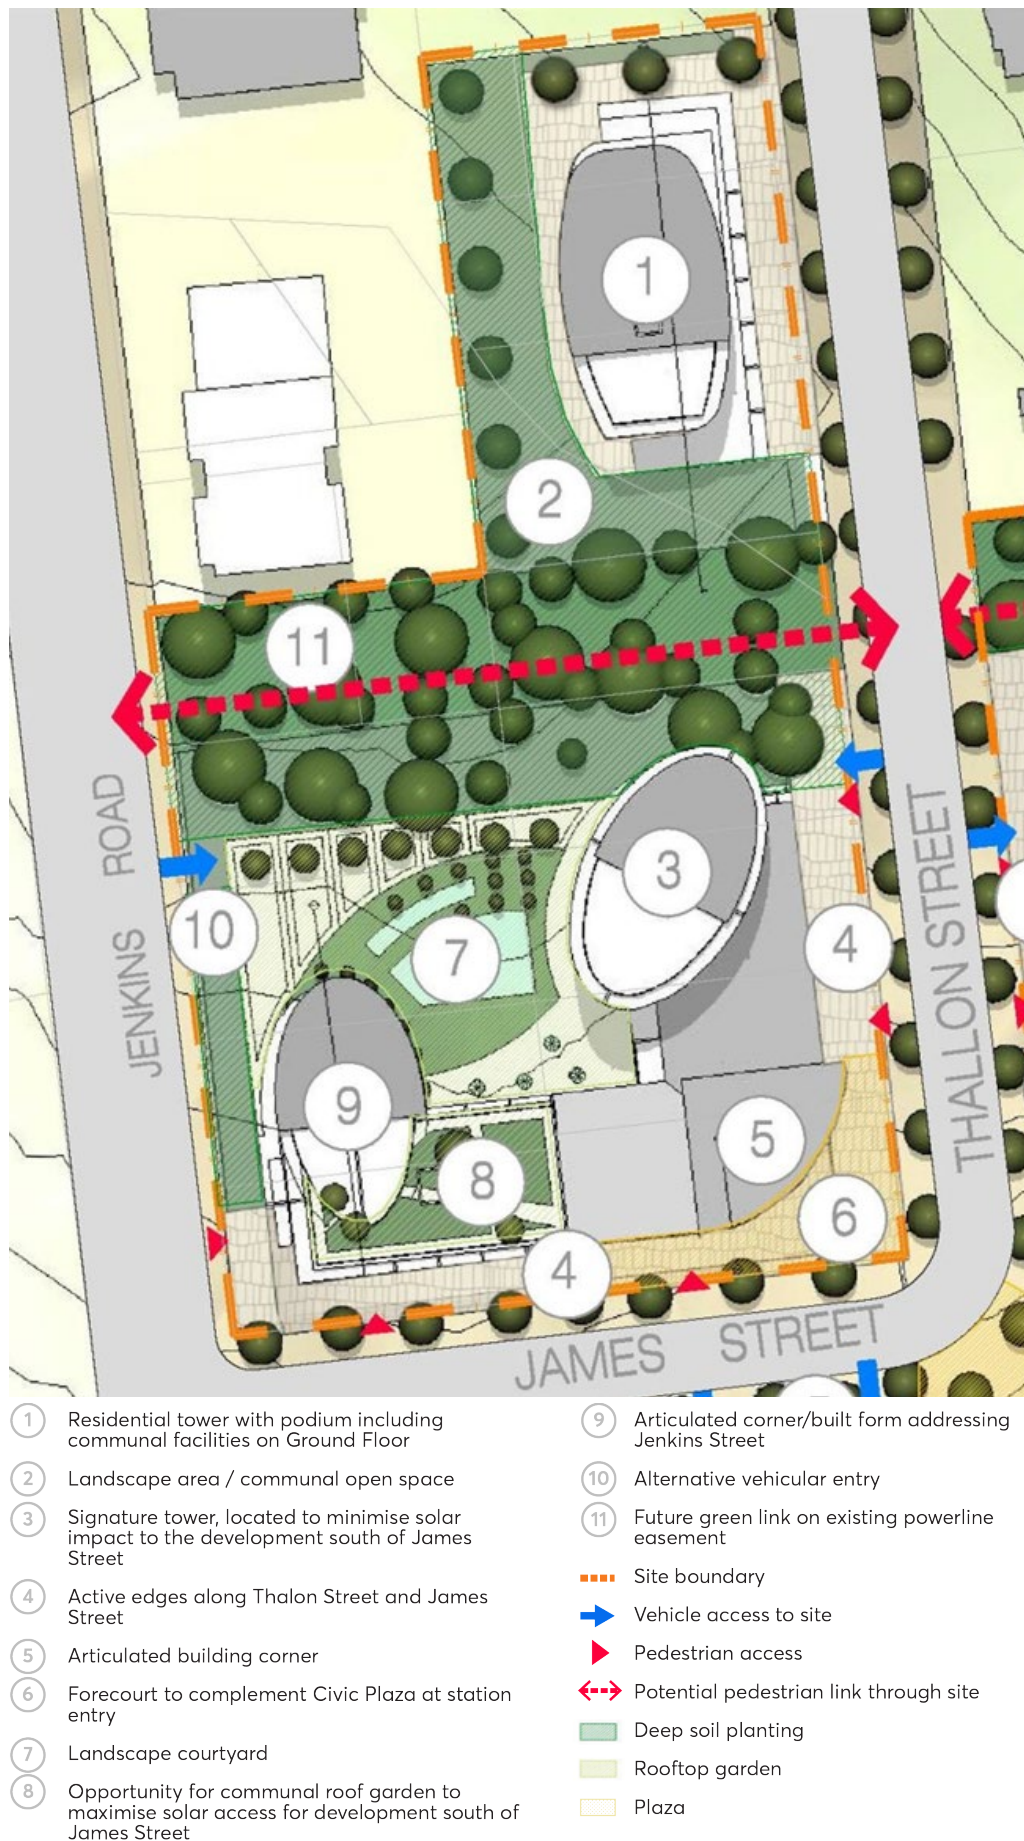 1
2
11
3
10
7
4
9
5
8
6
4
JENKINS ROAD
THALLON STREET
JAMES STREET
1 Residential tower with podium including
communal facilities on Ground Floor
2 Landscape area / communal open space
3 Signature tower, located to minimise solar
impact to the development south of James
Street
4 Active edges along Thalon Street and James
Street
5 Articulated building corner
6 Forecourt to complement Civic Plaza at station
entry
7 Landscape courtyard
8 Opportunity for communal roof garden to
maximise solar access for development south of
James Street
9 Articulated corner/built form addressing
Jenkins Street
10 Alternative vehicular entry
11 Future green link on existing powerline
easement
Site boundary
Vehicle access to site
Pedestrian access
Potential pedestrian link through site
Deep soil planting
Rooftop garden
Plaza